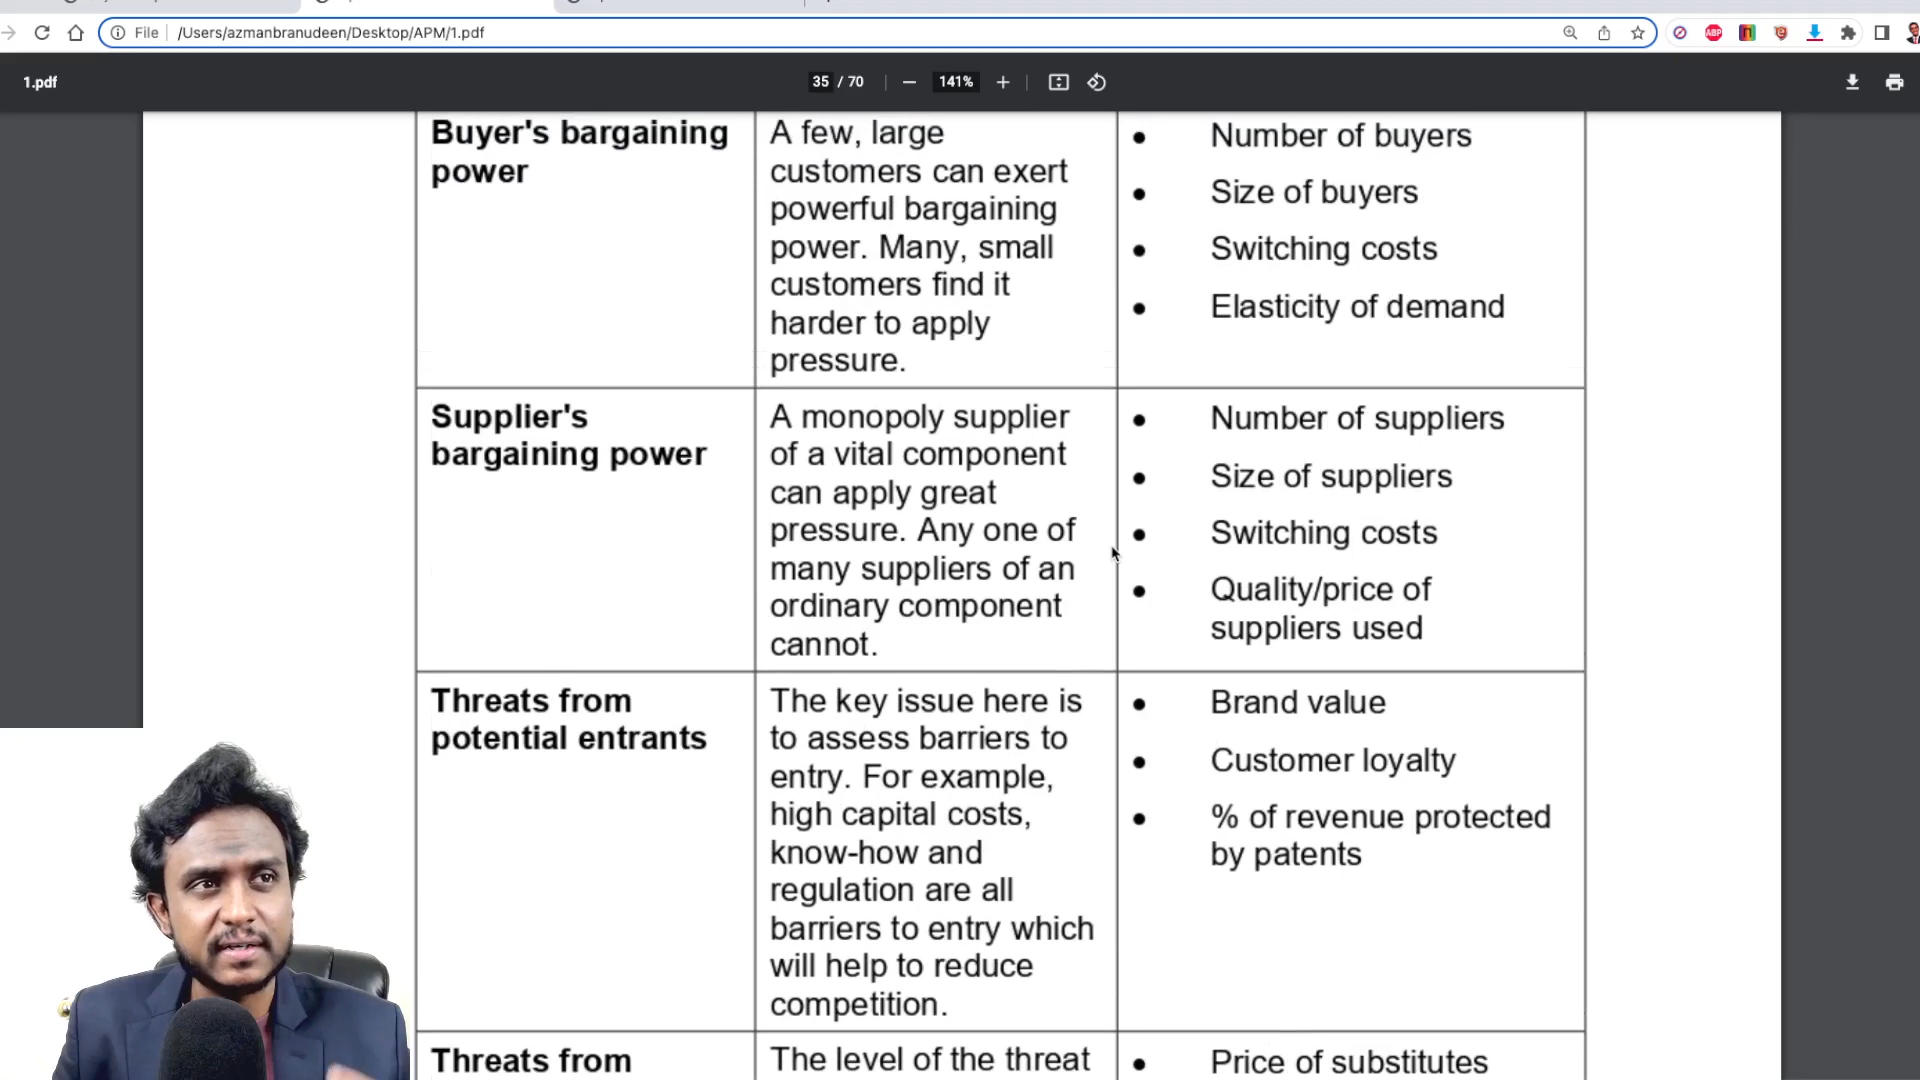 File
/Users/azmanbranudeen/Desktop/APM/1.pdf
ABP
1.pdf
35 / 70
141%
Buyer's bargaining
power
A few, large
customers can exert
powerful bargaining
power. Many, small
customers find it
harder to apply
pressure.
Number of buyers
Size of buyers
Switching costs
Elasticity of demand
Supplier's
bargaining power
A monopoly supplier
of a vital component
can apply great
pressure. Any one of
many suppliers of an
ordinary component
cannot.
Number of suppliers
Size of suppliers
Switching costs
Quality/price of
suppliers used
Threats from
potential entrants
The key issue here is
to assess barriers to
entry. For example,
high capital costs,
know-how and
regulation are all
barriers to entry which
will help to reduce
competition.
Brand value
Customer loyalty
% of revenue protected
by patents
Threats from
The level of the threat
Price of substitutes